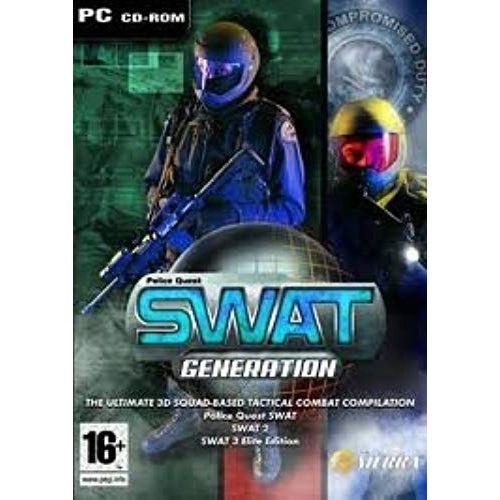 PC CD-ROM
COMPROMISED DUTY
Police Quest
SWAT
GENERATION
THE ULTIMATE 3D SQUAD-BASED TACTICAL COMBAT COMPILATION
Police Quest SWAT
SWAT 2
SWAT 3 Elite Edition
16+
www.pegi.info
SIERRA